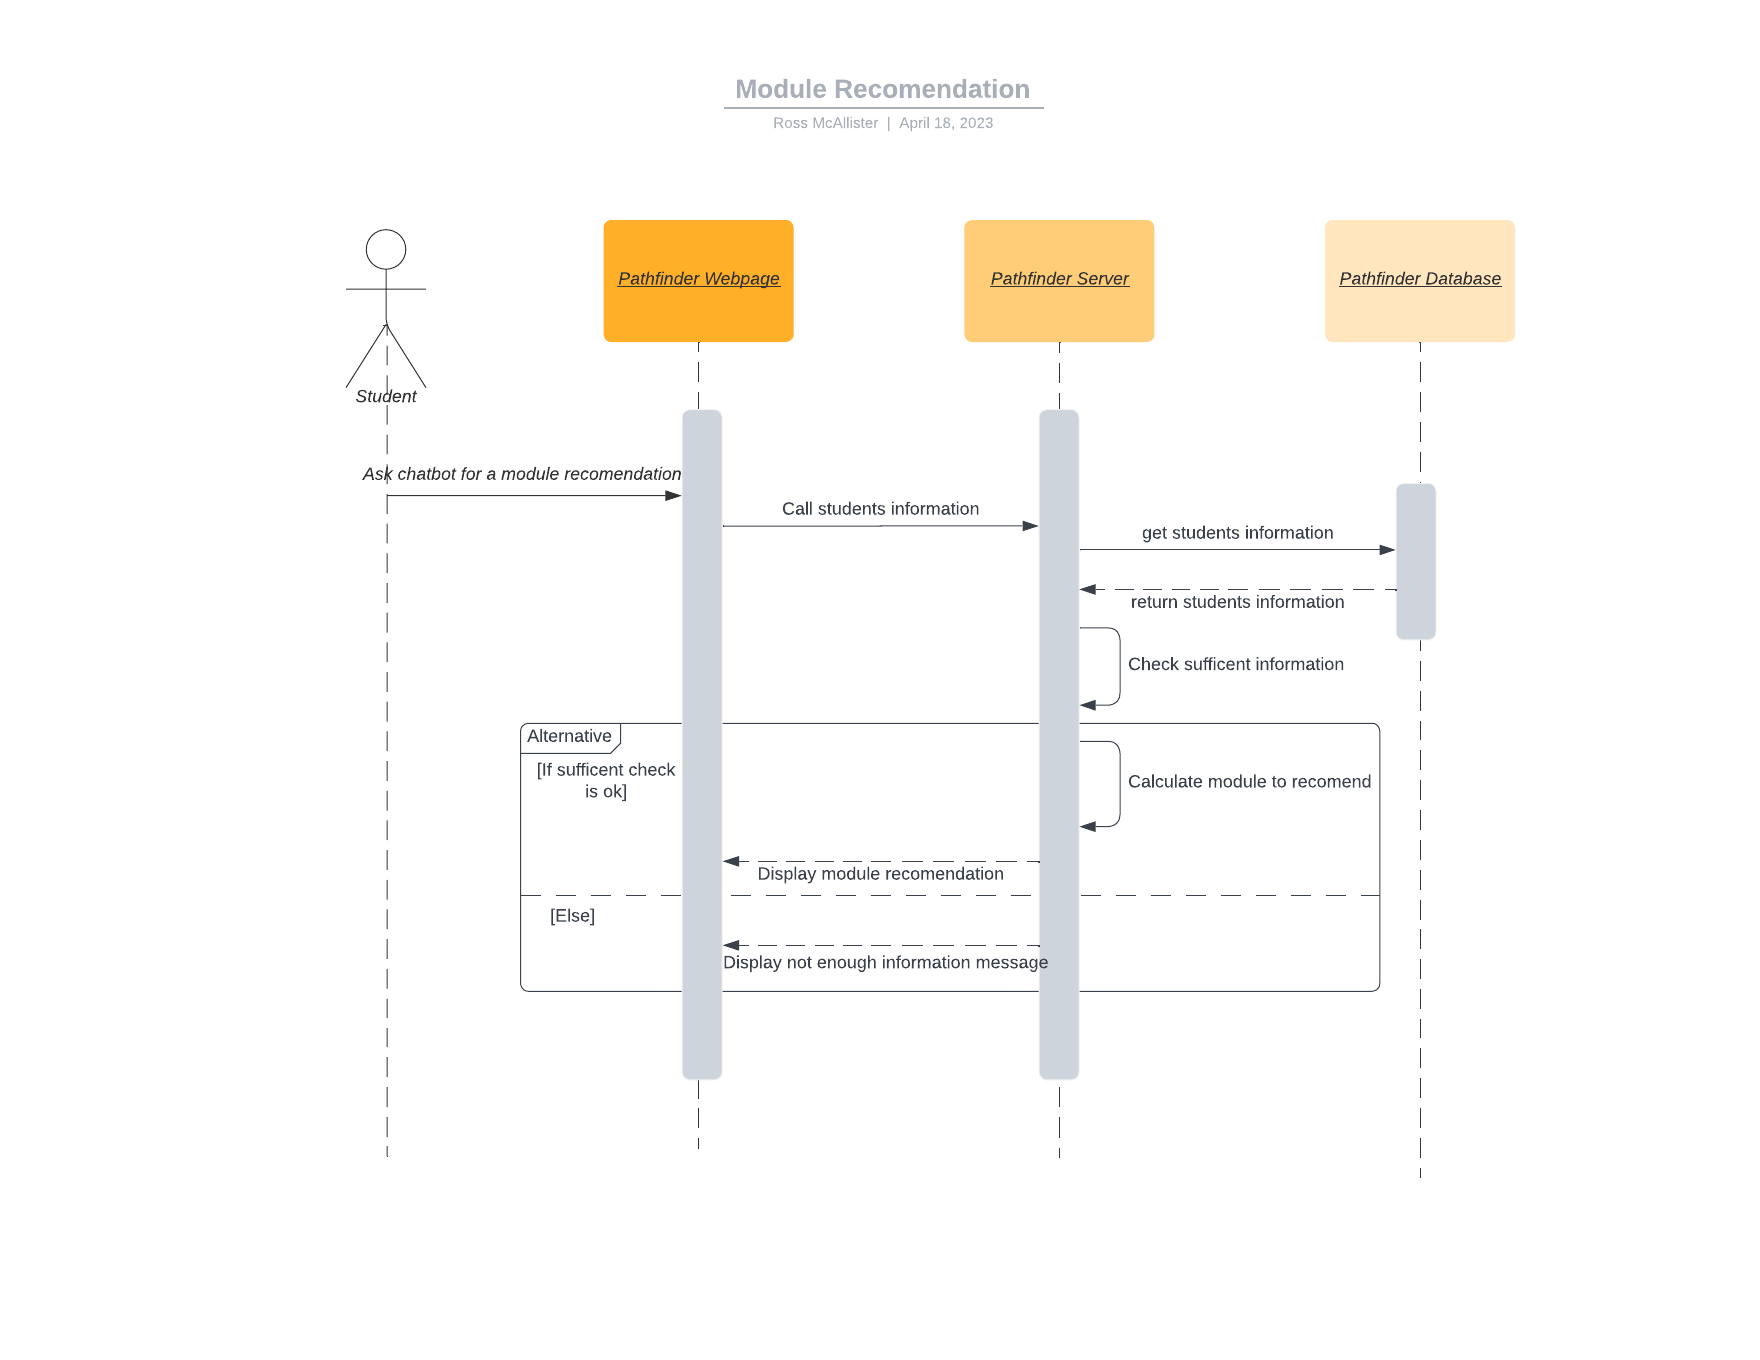 Module Recomendation
Ross McAllister | April 18, 2023
Pathfinder Webpage
Pathfinder Server
Pathfinder Database
Student
Ask chatbot for a module recomendation
Call students information
get students information
return students information
Check sufficent information
Alternative
[If sufficent check
is ok]
Calculate module to recomend
Display module recomendation
[Else]
Display not enough information message